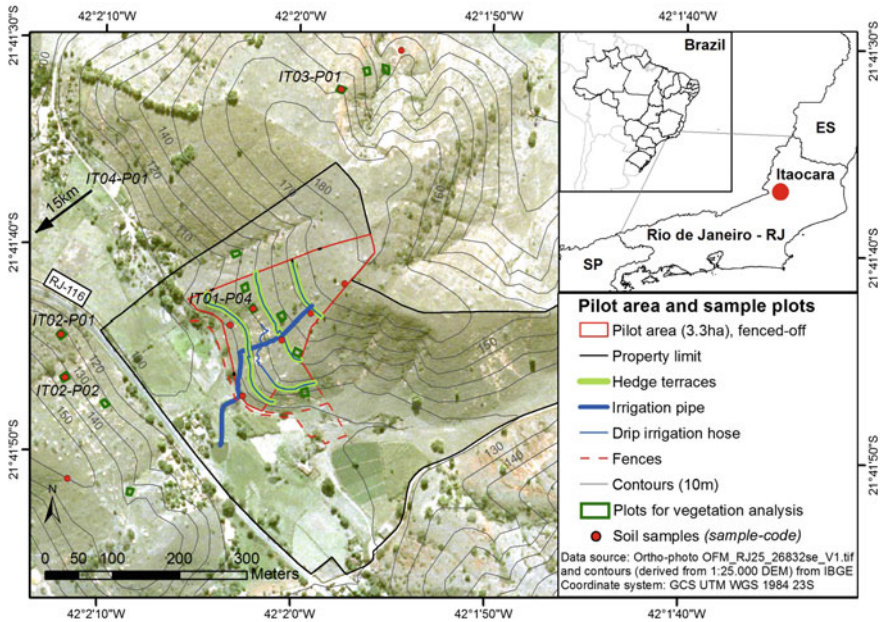 42°2'10"W 42°2'20"W 42°1'50"W 42°1'40"W
21°41'30"S
21°41'30"S
Brazil
IT03-P01
ES
140
120
180
170
160
IT04-P01
Itaocara
15km
110
21°41'40"S
21°41'40"S
Rio de Janeiro - RJ
SP
RJ-116
IT01-P04
Pilot area and sample plots
IT02-P01
Pilot area (3.3ha), fenced-off
150
Property limit
120
130
IT02-P02
Hedge terraces
140
150
Irrigation pipe
21°41'50"S
21°41'50"S
Drip irrigation hose
130
140
Fences
Contours (10m)
N
Plots for vegetation analysis
Soil samples (sample-code)
0 50 100 200 300
Meters
Data source: Ortho-photo OFM_RJ25_26832se_V1.tif
and contours (derived from 1:25.000 DEM) from IBGE
Coordinate system: GCS UTM WGS 1984 23S
42°2'10"W 42°2'20"W 42°1'50"W 42°1'40"W